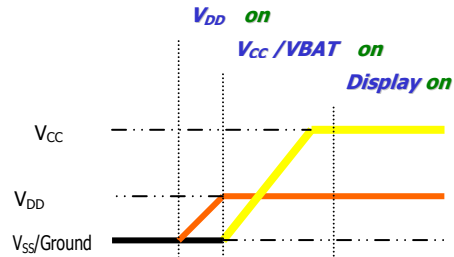 VDD on
VCC /VBAT on
Display on
VCC
VDD
VSS/Ground